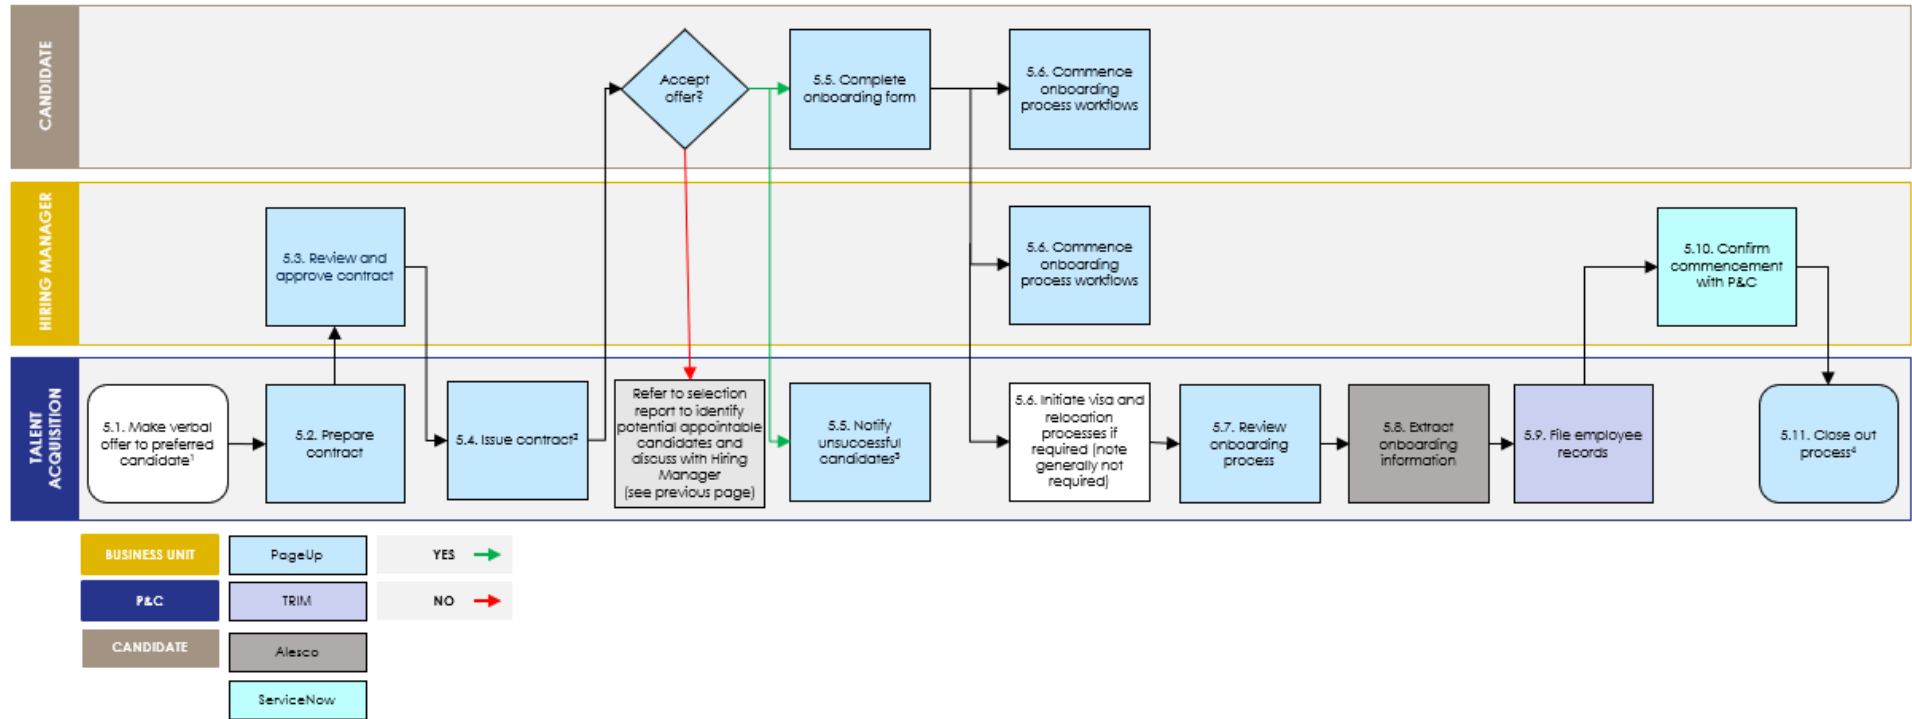 CANDIDATE
Accept
offer?
5.5. Complete
onboarding form
5.6. Commence
onboarding
process workflows
HIRING MANAGER
5.3. Review and
approve contract
5.6. Commence
onboarding
process workflows
5.10. Confirm
commencement
with P&C
TALENT
ACQUISITION
5.1. Make verbal
offer to preferred
candidate¹
5.2. Prepare
contract
5.4. Issue contract²
Refer to selection
report to identify
potential appointable
candidates and
discuss with Hiring
Manager
(see previous page)
5.5. Notify
unsuccessful
candidates³
5.6. Initiate visa and
relocation
processes if
required (note
generally not
required)
5.7. Review
onboarding
process
5.8. Extract
onboarding
information
5.9. File employee
records
5.11. Close out
process⁴
BUSINESS UNIT
PageUp
YES
P&C
TRIM
NO
CANDIDATE
Alesco
ServiceNow